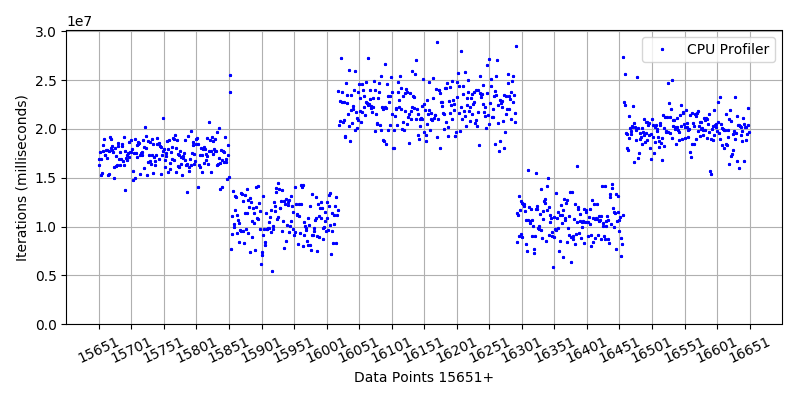 1e7
CPU Profiler
3.0
2.5
2.0
1.5
1.0
0.5
0.0
Iterations (milliseconds)
15651 15701 15751 15801 15851 15901 15951 16001 16051 16101 16151 16201 16251 16301 16351 16401 16451 16501 16551 16601 16651
Data Points 15651+